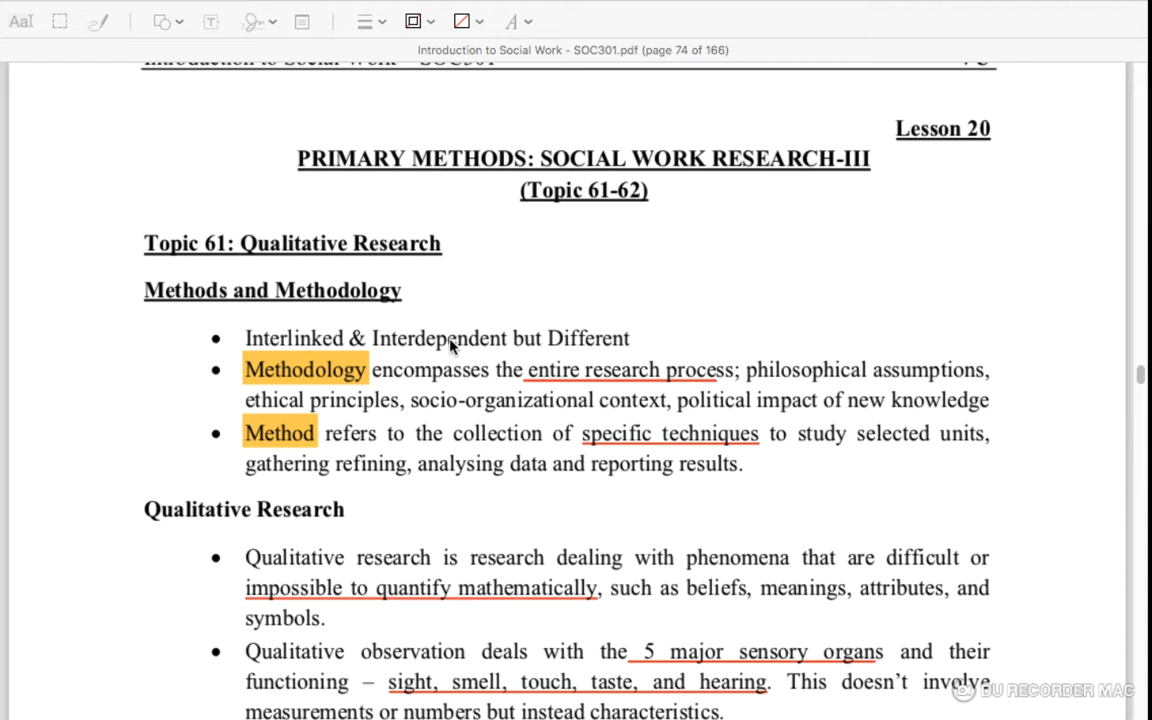 AaI T A
Introduction to Social Work - SOC301.pdf (page 74 of 166)
Introduction to Social Work – SOC301
Lesson 20
PRIMARY METHODS: SOCIAL WORK RESEARCH-III
(Topic 61-62)
Topic 61: Qualitative Research
Methods and Methodology
• Interlinked & Interdependent but Different
• Methodology encompasses the entire research process; philosophical assumptions,
ethical principles, socio-organizational context, political impact of new knowledge
• Method refers to the collection of specific techniques to study selected units,
gathering refining, analysing data and reporting results.
Qualitative Research
• Qualitative research is research dealing with phenomena that are difficult or
impossible to quantify mathematically, such as beliefs, meanings, attributes, and
symbols.
• Qualitative observation deals with the 5 major sensory organs and their
functioning – sight, smell, touch, taste, and hearing. This doesn't involve
measurements or numbers but instead characteristics.
DU RECORDER MAC